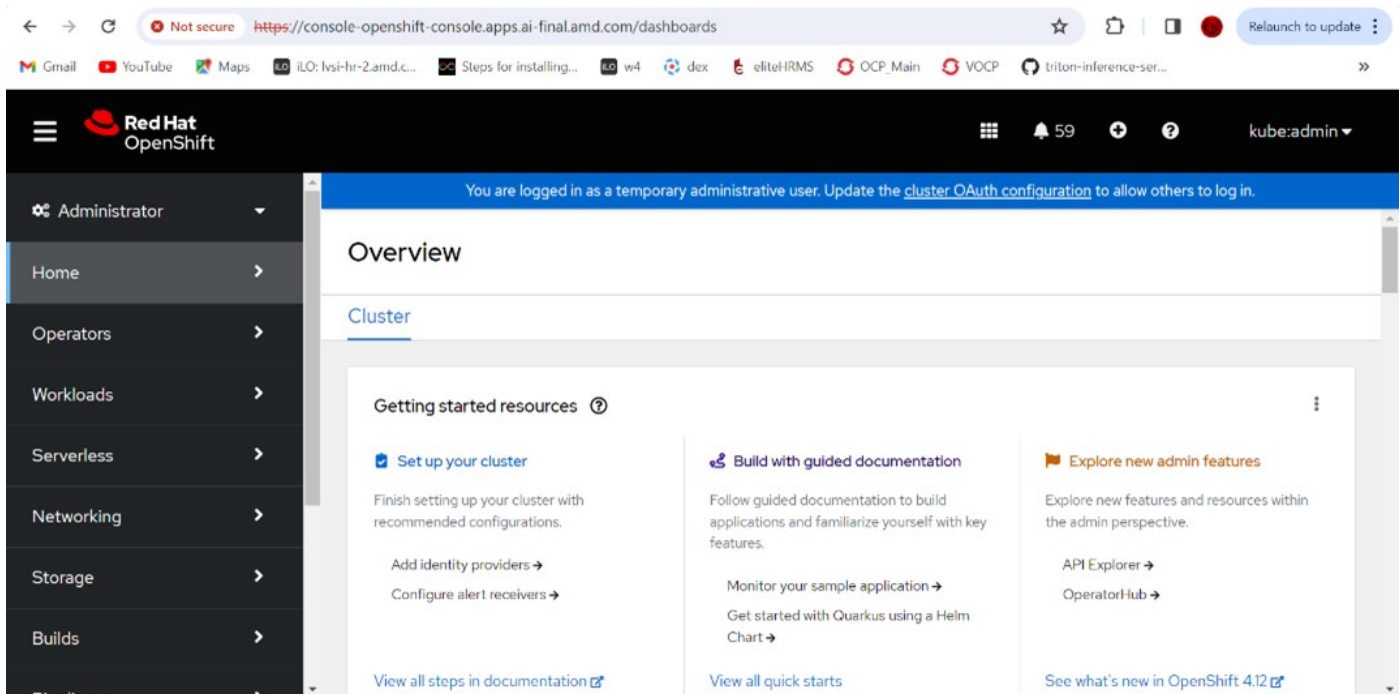 Not secure https://console-openshift-console.apps.ai-final.amd.com/dashboards Relaunch to update
Gmail YouTube Maps iLO: lvsi-hr-2.amd.c... Steps for installing... w4 dex eliteHRMS OCP_Main VOCP triton-inference-ser... »
Red Hat
OpenShift
59 kube:admin
You are logged in as a temporary administrative user. Update the cluster OAuth configuration to allow others to log in.
Administrator
Home
Operators
Workloads
Serverless
Networking
Storage
Builds
Overview
Cluster
Getting started resources
Set up your cluster
Finish setting up your cluster with
recommended configurations.
Add identity providers →
Configure alert receivers →
View all steps in documentation
Build with guided documentation
Follow guided documentation to build
applications and familiarize yourself with key
features.
Monitor your sample application →
Get started with Quarkus using a Helm
Chart →
View all quick starts
Explore new admin features
Explore new features and resources within
the admin perspective.
API Explorer →
OperatorHub →
See what's new in OpenShift 4.12